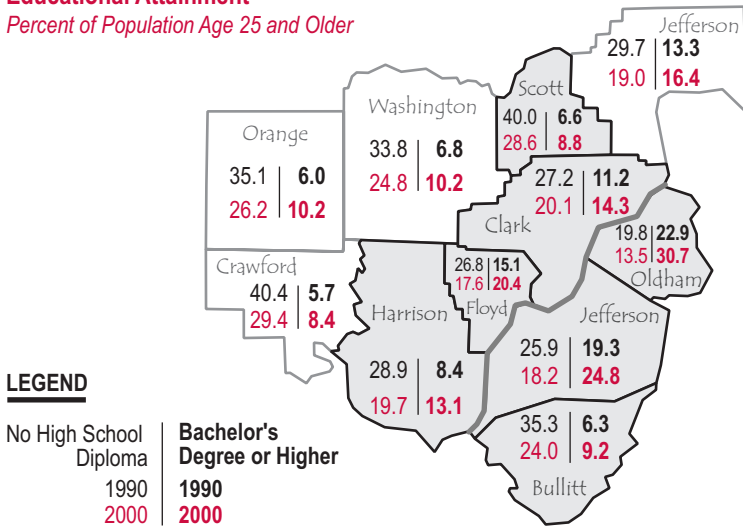 Educational Attainment
Percent of Population Age 25 and Older
Jefferson
29.7 13.3
19.0 16.4
Scott
40.0 6.6
28.6 8.8
Washington
33.8 6.8
24.8 10.2
Orange
35.1 6.0
26.2 10.2
27.2 11.2
20.1 14.3
Clark
19.8 22.9
13.5 30.7
Oldham
Crawford
40.4 5.7
29.4 8.4
26.8 15.1
17.6 20.4
Floyd
Harrison
28.9 8.4
19.7 13.1
Jefferson
25.9 19.3
18.2 24.8
35.3 6.3
24.0 9.2
Bullitt
LEGEND
No High School Diploma
Bachelor's Degree or Higher
1990 1990
2000 2000